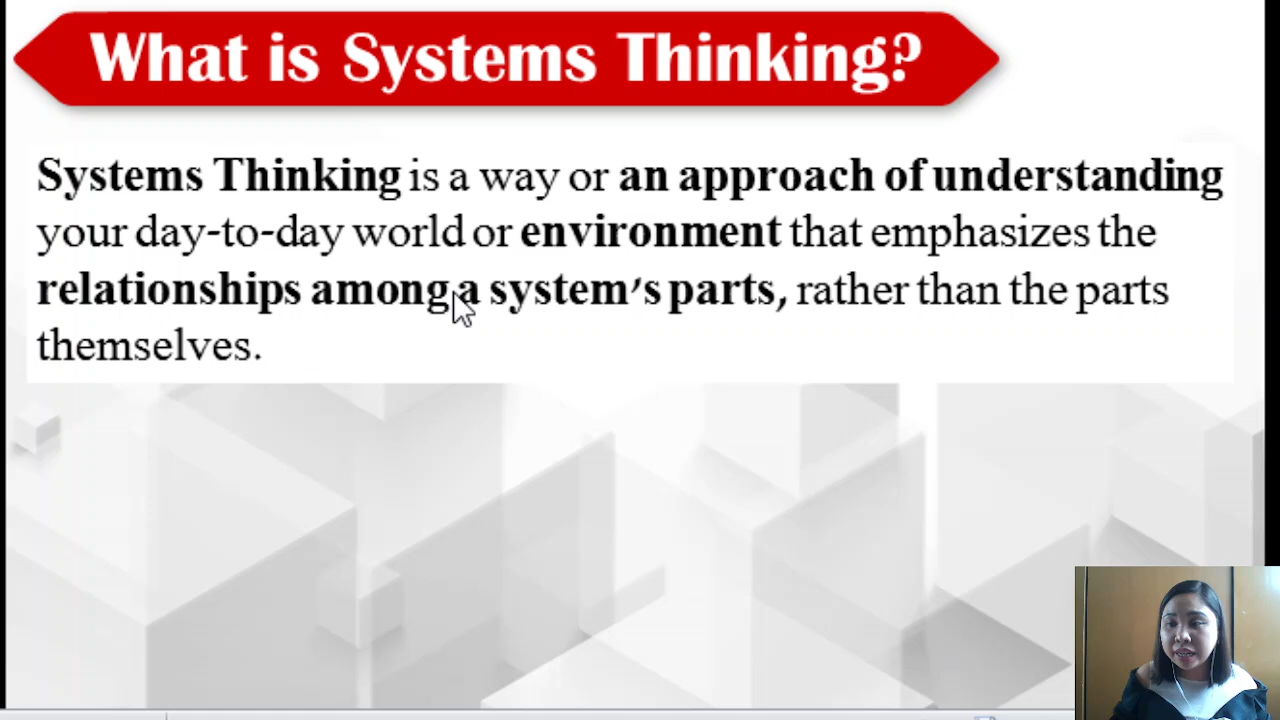 What is Systems Thinking?
Systems Thinking is a way or an approach of understanding
your day-to-day world or environment that emphasizes the
relationships among a system's parts, rather than the parts
themselves.